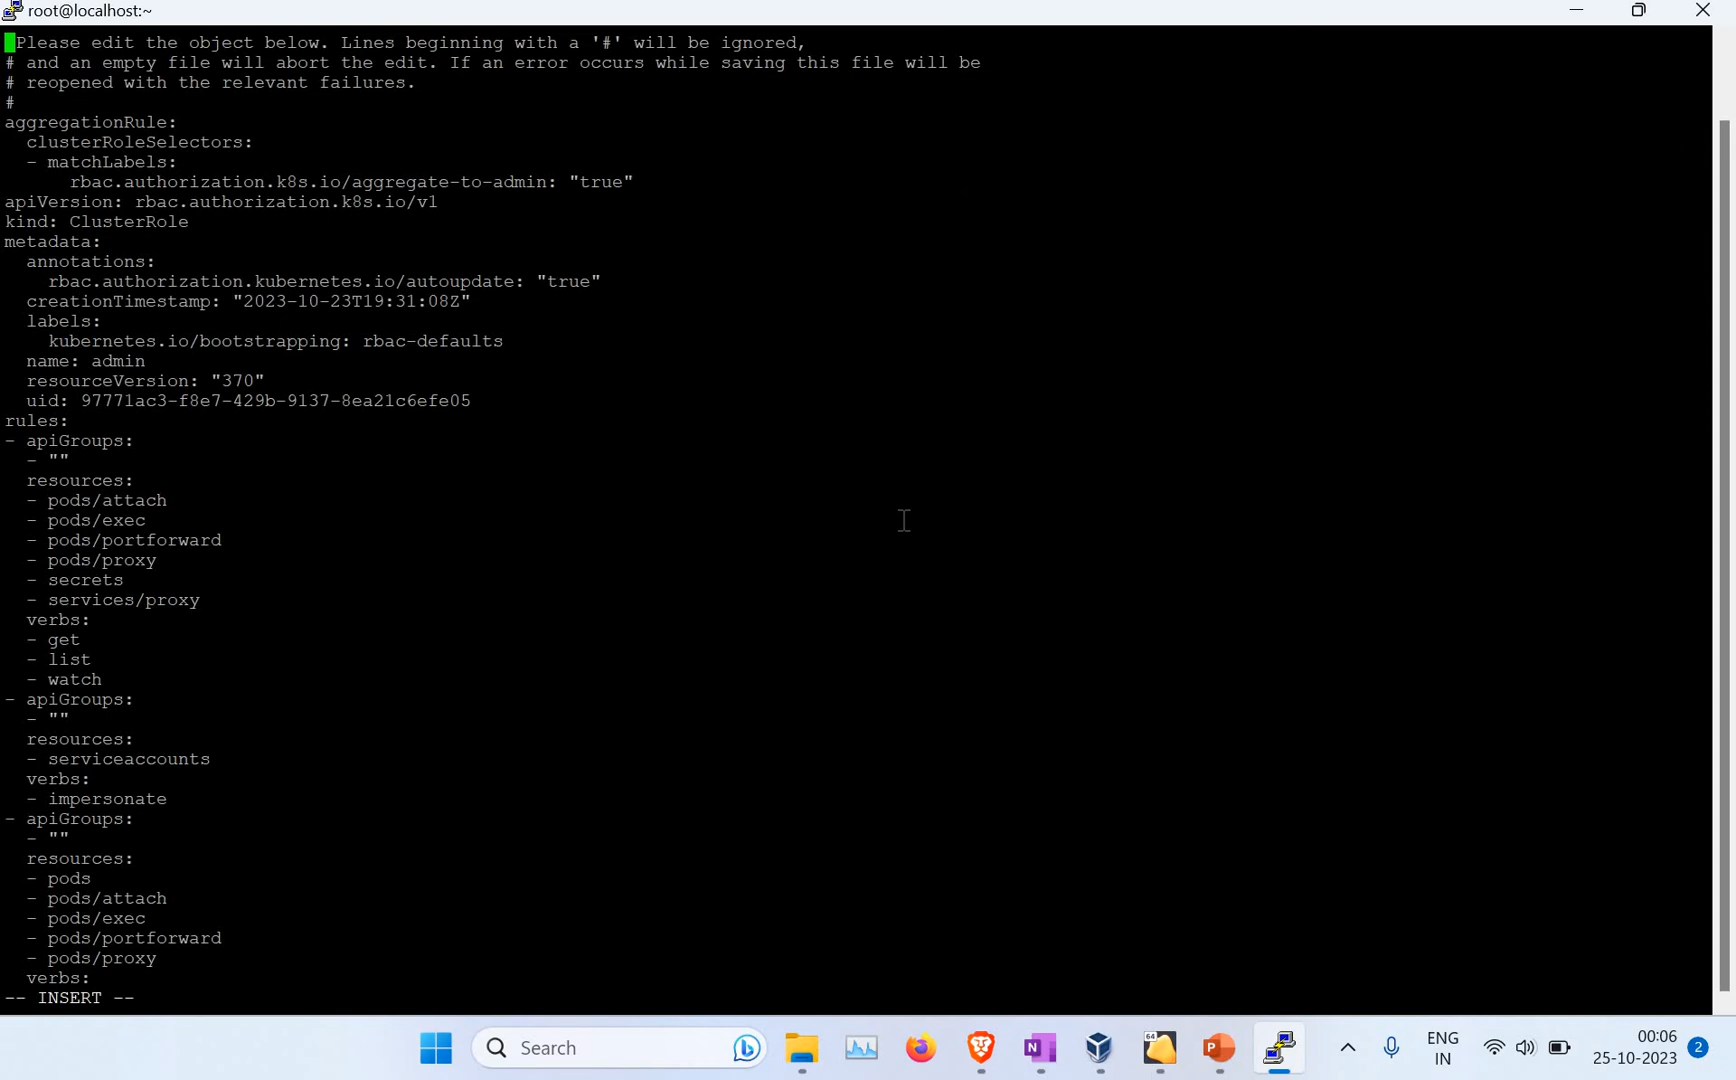 root@localhost:~
Please edit the object below. Lines beginning with a '#' will be ignored,
# and an empty file will abort the edit. If an error occurs while saving this file will be
# reopened with the relevant failures.
#
aggregationRule:
  clusterRoleSelectors:
  - matchLabels:
      rbac.authorization.k8s.io/aggregate-to-admin: "true"
apiVersion: rbac.authorization.k8s.io/v1
kind: ClusterRole
metadata:
  annotations:
    rbac.authorization.kubernetes.io/autoupdate: "true"
  creationTimestamp: "2023-10-23T19:31:08Z"
  labels:
    kubernetes.io/bootstrapping: rbac-defaults
  name: admin
  resourceVersion: "370"
  uid: 97771ac3-f8e7-429b-9137-8ea21c6efe05
rules:
- apiGroups:
  - ""
  resources:
  - pods/attach
  - pods/exec
  - pods/portforward
  - pods/proxy
  - secrets
  - services/proxy
  verbs:
  - get
  - list
  - watch
- apiGroups:
  - ""
  resources:
  - serviceaccounts
  verbs:
  - impersonate
- apiGroups:
  - ""
  resources:
  - pods
  - pods/attach
  - pods/exec
  - pods/portforward
  - pods/proxy
  verbs:
-- INSERT --
Search
64
ENG
IN
00:06
25-10-2023
2